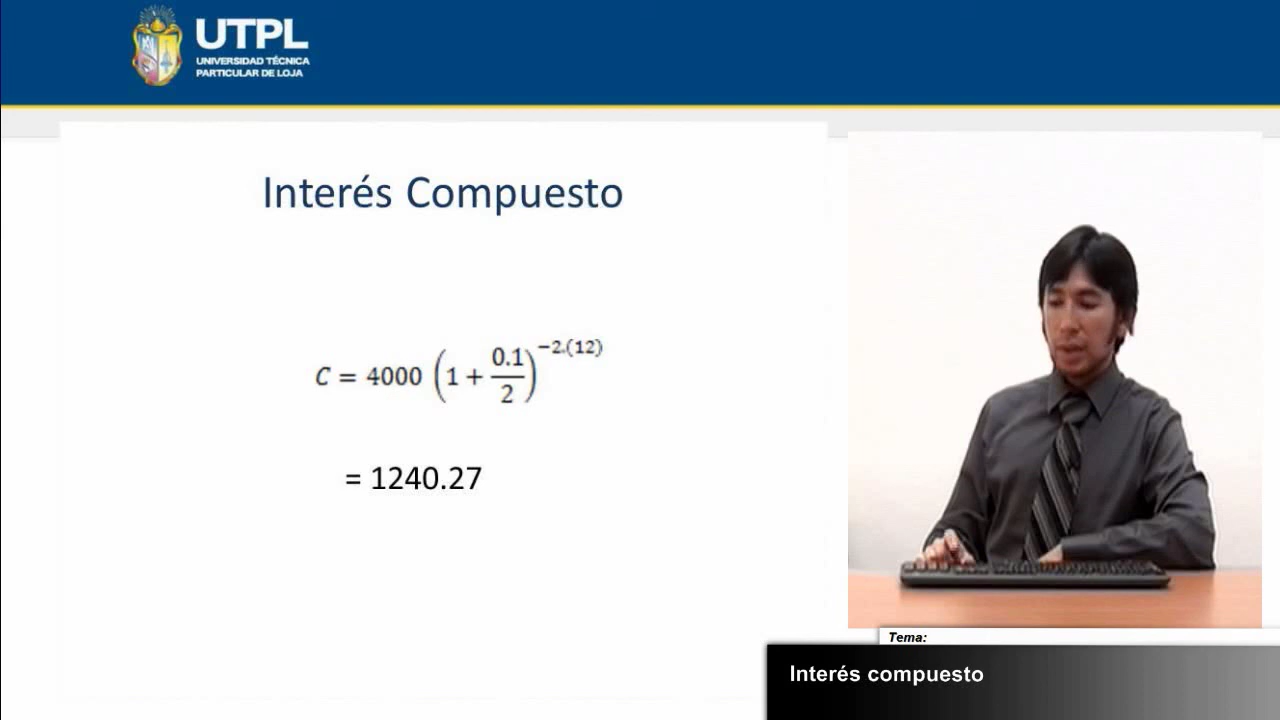 UTPL
UNIVERSIDAD TÉCNICA
PARTICULAR DE LOJA
Interés Compuesto
C = 4000 (1 + 0.1/2)^−2.(12)
= 1240.27
Tema:
Interés compuesto